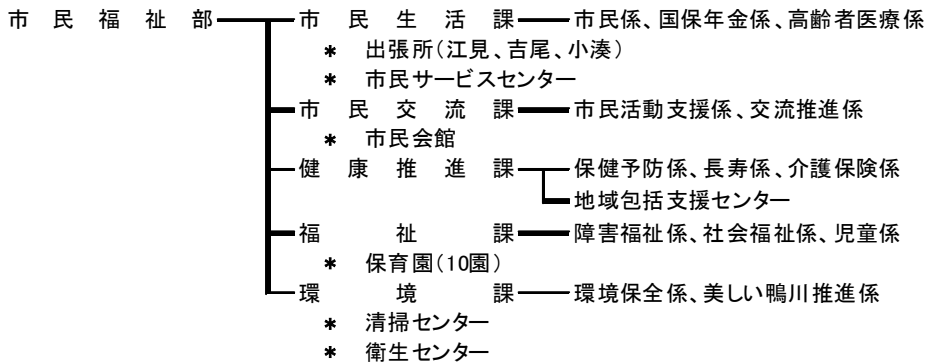 市民福祉部 市民生活課 市民係、国保年金係、高齢者医療係
* 出張所(江見、吉尾、小湊)
* 市民サービスセンター
市民交流課 市民活動支援係、交流推進係
* 市民会館
健康推進課 保健予防係、長寿係、介護保険係
地域包括支援センター
福祉課 障害福祉係、社会福祉係、児童係
* 保育園(10園)
環境課 環境保全係、美しい鴨川推進係
* 清掃センター
* 衛生センター